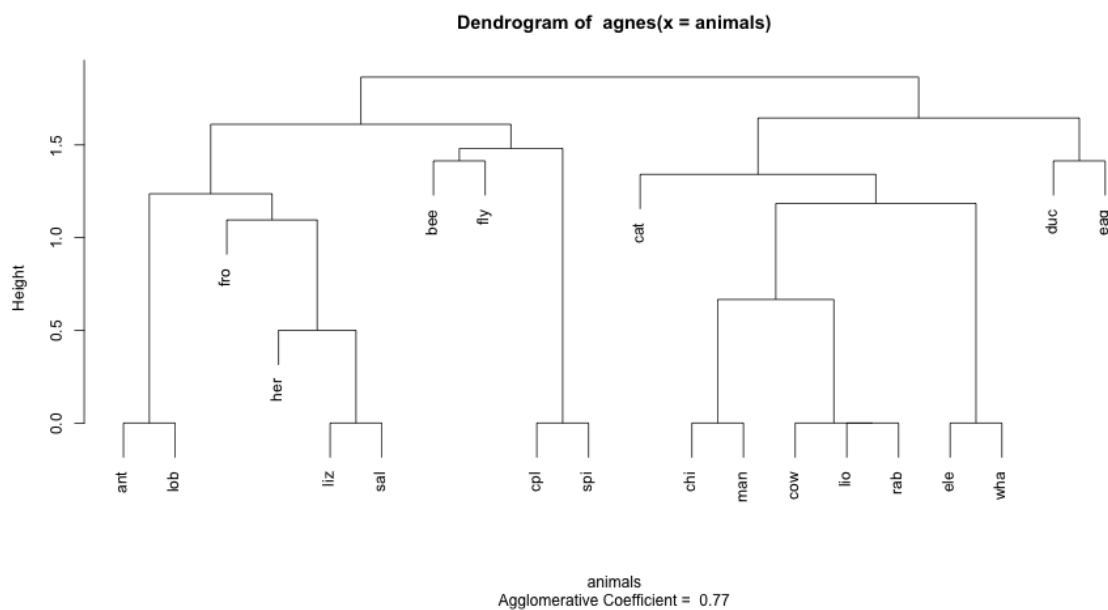 Dendrogram of agnes(x = animals)
Height
1.5
1.0
0.5
0.0
bee
fly
cat
duc
eag
fro
her
ant
lob
liz
sal
cpl
spi
chi
man
cow
lio
rab
ele
wha
animals
Agglomerative Coefficient = 0.77